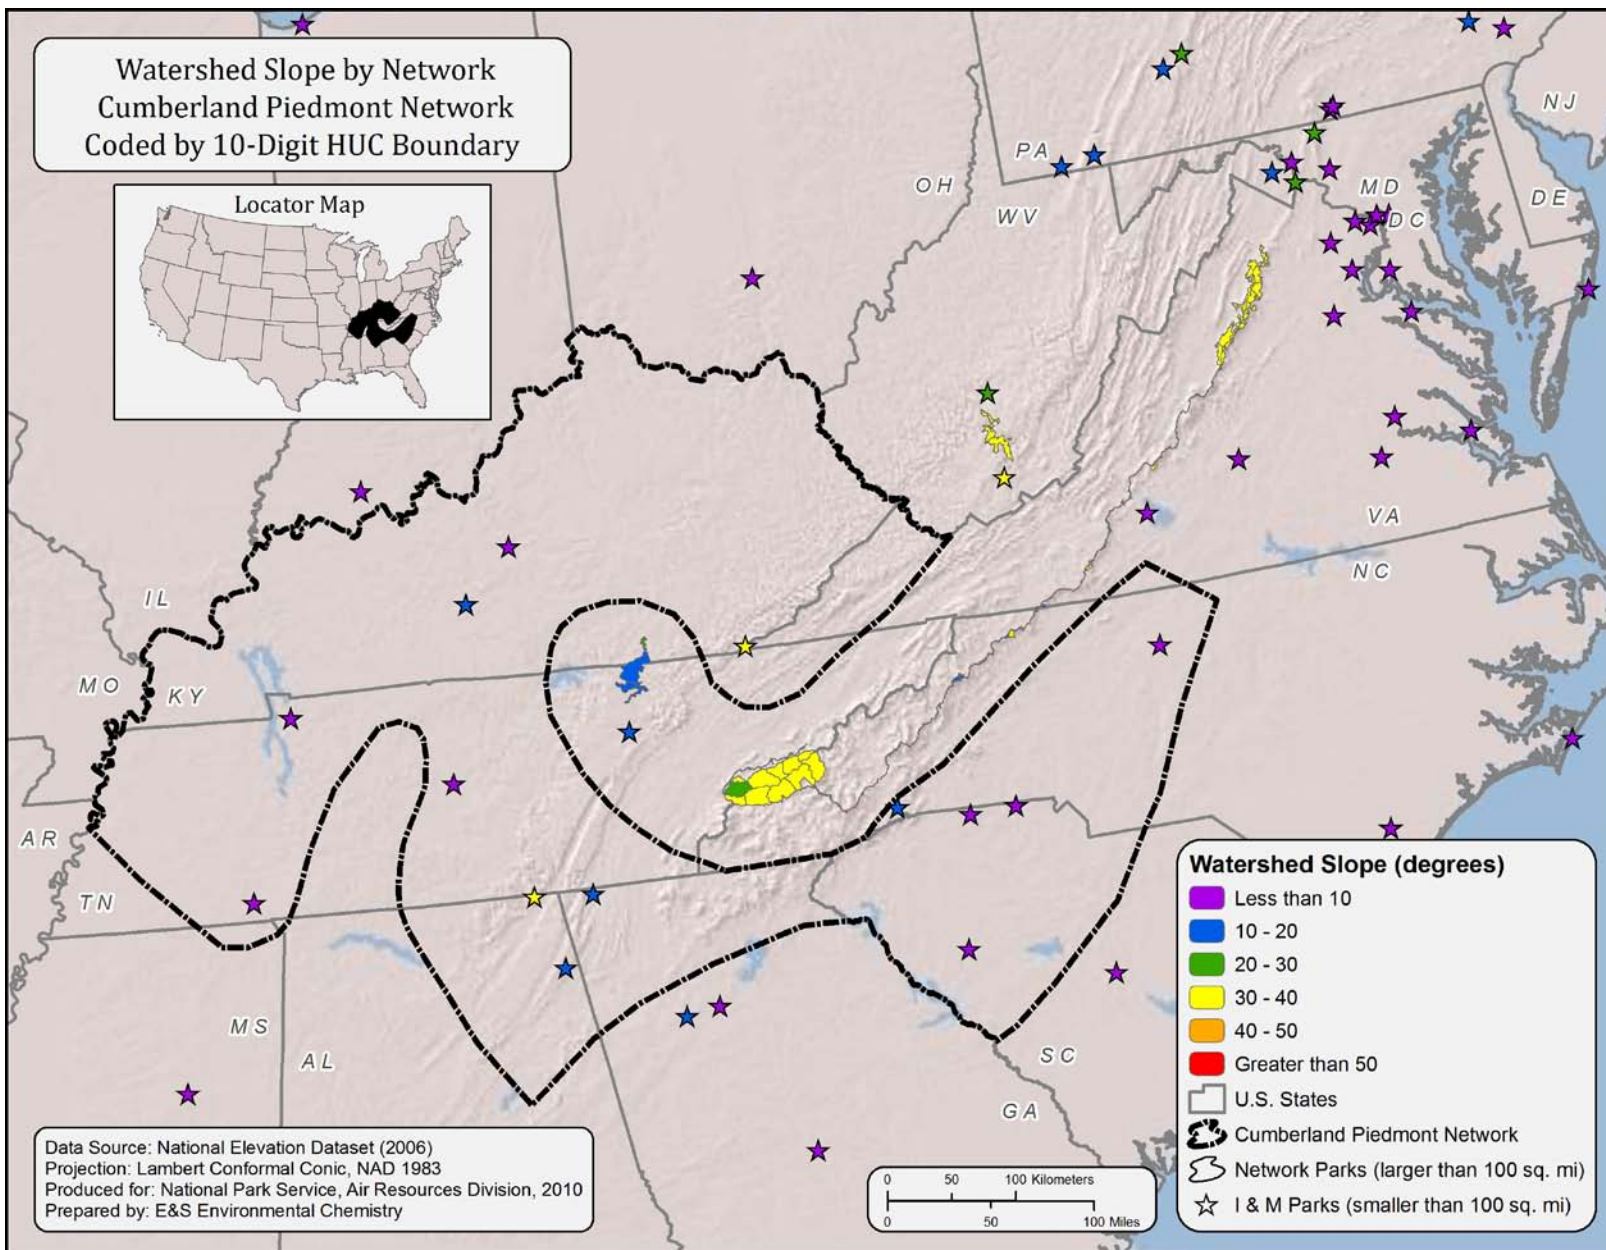 Watershed Slope by Network
Cumberland Piedmont Network
Coded by 10-Digit HUC Boundary
Locator Map
OH
PA
WV
NJ
MD
DC
DE
VA
NC
IL
MO
KY
AR
TN
MS
AL
SC
GA
Watershed Slope (degrees)
Less than 10
10 - 20
20 - 30
30 - 40
40 - 50
Greater than 50
U.S. States
Cumberland Piedmont Network
Network Parks (larger than 100 sq. mi)
I & M Parks (smaller than 100 sq. mi)
Data Source: National Elevation Dataset (2006)
Projection: Lambert Conformal Conic, NAD 1983
Produced for: National Park Service, Air Resources Division, 2010
Prepared by: E&S Environmental Chemistry
0 50 100 Kilometers
0 50 100 Miles